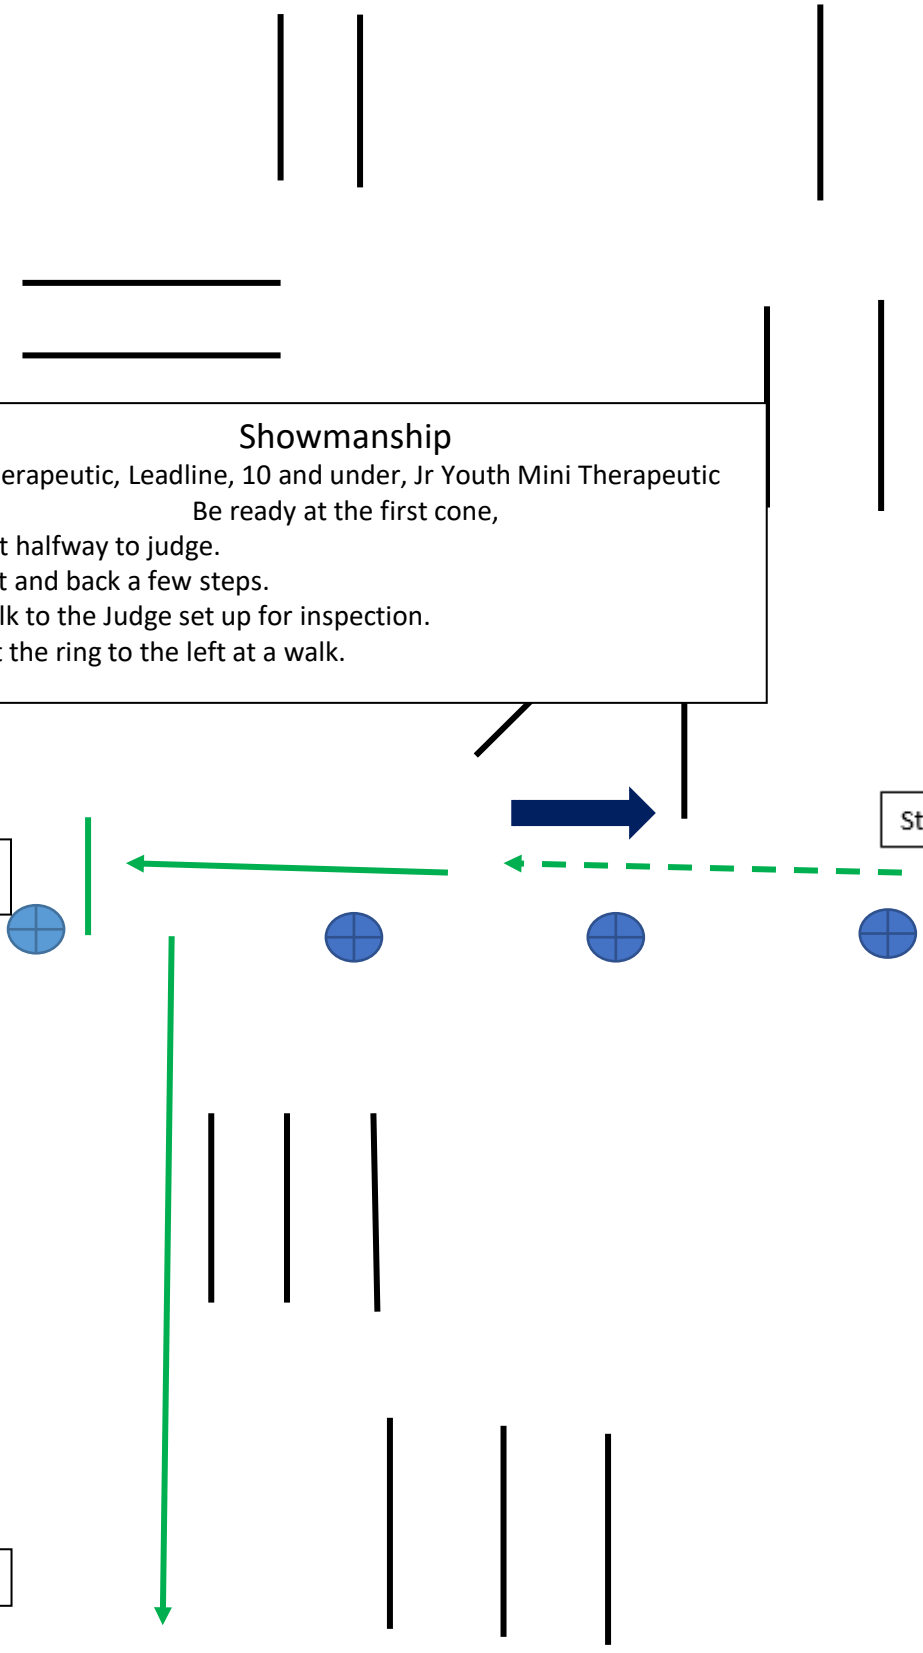 Showmanship
erapeutic, Leadline, 10 and under, Jr Youth Mini Therapeutic
Be ready at the first cone,
t halfway to judge.
t and back a few steps.
lk to the Judge set up for inspection.
t the ring to the left at a walk.
St